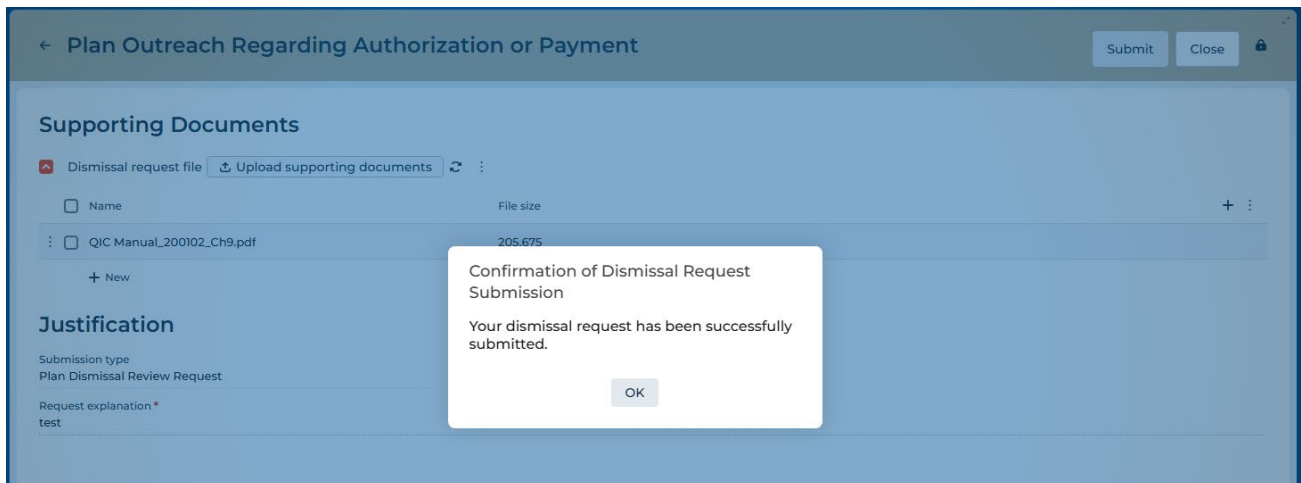 Plan Outreach Regarding Authorization or Payment
Submit
Close
Supporting Documents
Dismissal request file
Upload supporting documents
Name
File size
QIC Manual_200102_Ch9.pdf
205.675
+ New
Confirmation of Dismissal Request
Submission
Your dismissal request has been successfully
submitted.
OK
Justification
Submission type
Plan Dismissal Review Request
Request explanation *
test